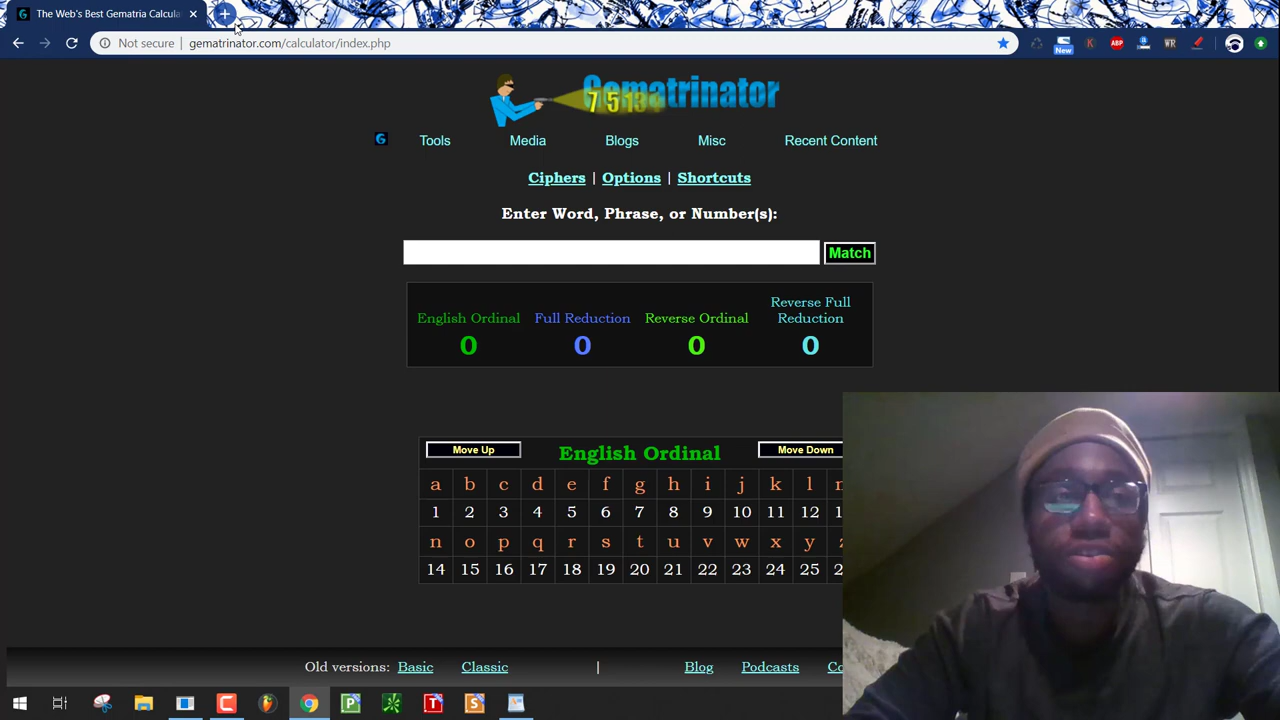 The Web's Best Gematria Calcula
Not secure | gematrinator.com/calculator/index.php
New
K
ABP
WR
Gematrinator
G Tools Media Blogs Misc Recent Content
Ciphers | Options | Shortcuts
Enter Word, Phrase, or Number(s):
Match
English Ordinal Full Reduction Reverse Ordinal Reverse Full Reduction
0 0 0 0
Move Up English Ordinal Move Down
a b c d e f g h i j k l
1 2 3 4 5 6 7 8 9 10 11 12
n o p q r s t u v w x y
14 15 16 17 18 19 20 21 22 23 24 25
Old versions: Basic Classic | Blog Podcasts
P T S